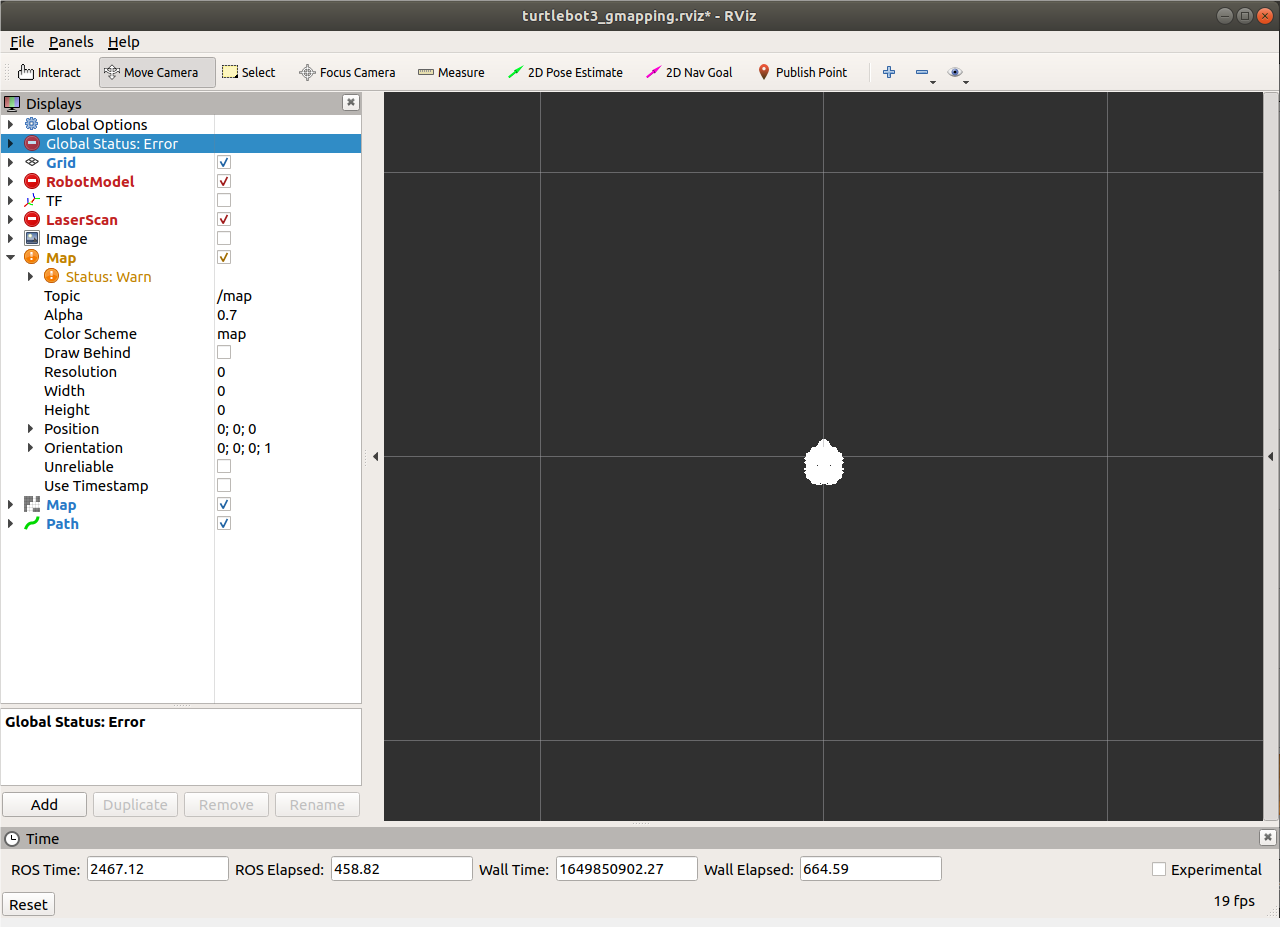 turtlebot3_gmapping.rviz* - RViz
File Panels Help
Interact Move Camera Select Focus Camera Measure 2D Pose Estimate 2D Nav Goal Publish Point
Displays
Global Options
Global Status: Error
Grid
RobotModel
TF
LaserScan
Image
Map
Status: Warn
Topic /map
Alpha 0.7
Color Scheme map
Draw Behind
Resolution 0
Width 0
Height 0
Position 0; 0; 0
Orientation 0; 0; 0; 1
Unreliable
Use Timestamp
Map
Path
Global Status: Error
Add Duplicate Remove Rename
Time
ROS Time: 2467.12 ROS Elapsed: 458.82 Wall Time: 1649850902.27 Wall Elapsed: 664.59 Experimental
Reset 19 fps